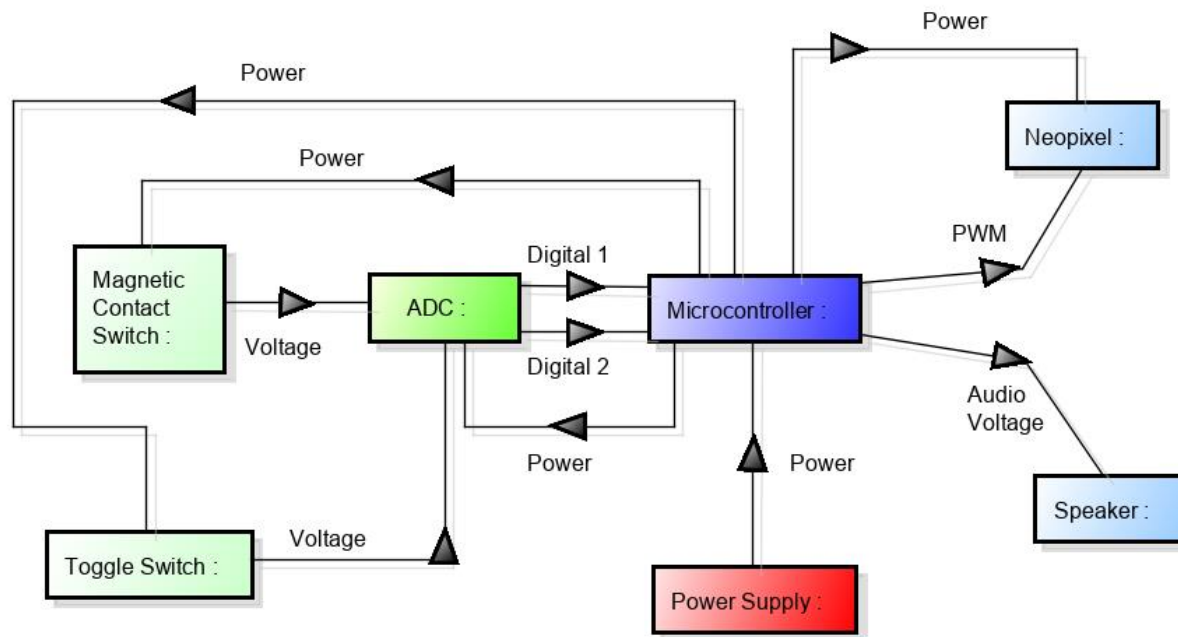 Power
Power
Neopixel :
Power
PWM
Magnetic
Contact
Switch :
Digital 1
ADC :
Microcontroller :
Voltage
Digital 2
Audio
Voltage
Power
Power
Speaker :
Voltage
Toggle Switch :
Power Supply :